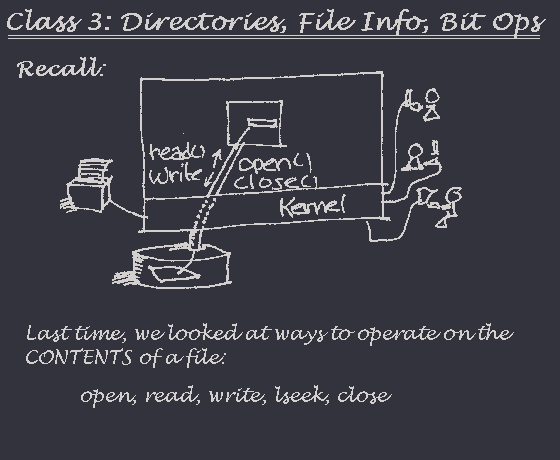 Class 3: Directories, File Info, Bit Ops
Recall:
read()
write
open()
close()
Kernel
Last time, we looked at ways to operate on the
CONTENTS of a file:
open, read, write, lseek, close